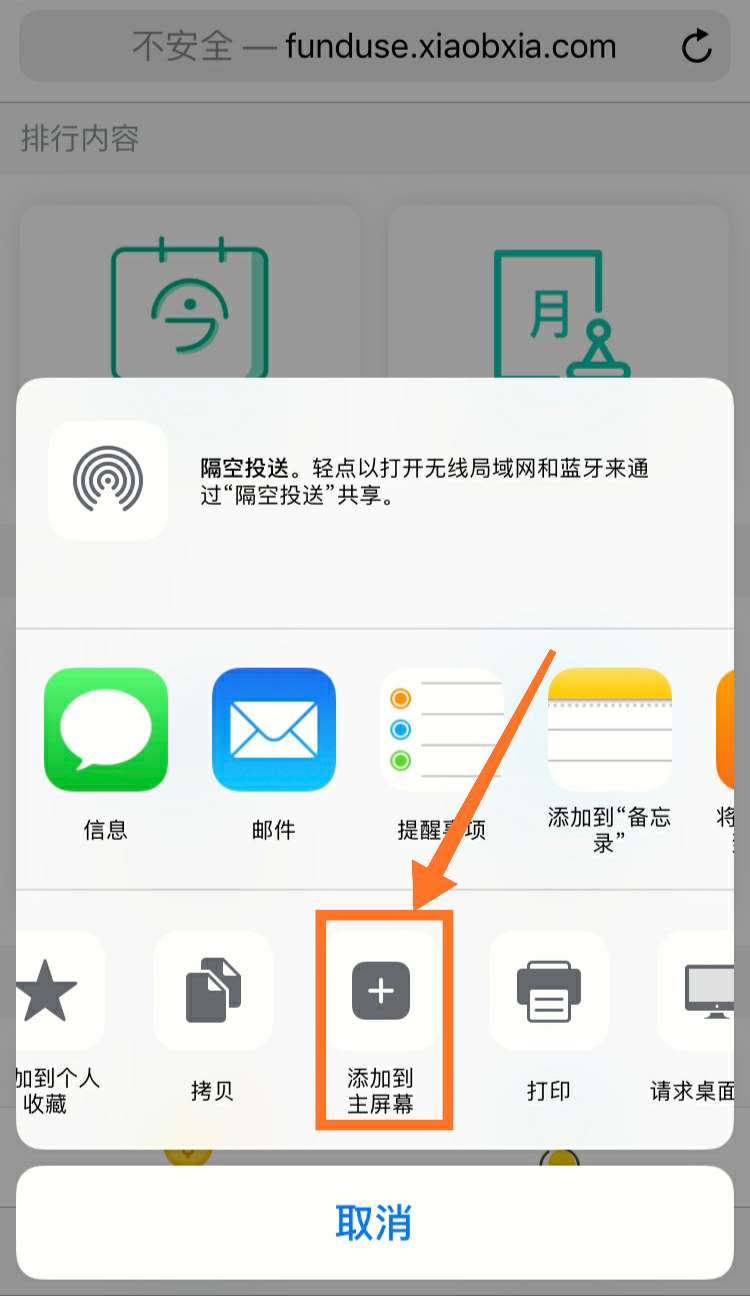 不安全 — funduse.xiaobxia.com
排行内容
今
月
隔空投送。轻点以打开无线局域网和蓝牙来通
过“隔空投送”共享。
信息
邮件
提醒事项
添加到“备忘
录”
将
加到个人
收藏
拷贝
添加到
主屏幕
打印
请求桌面
取消